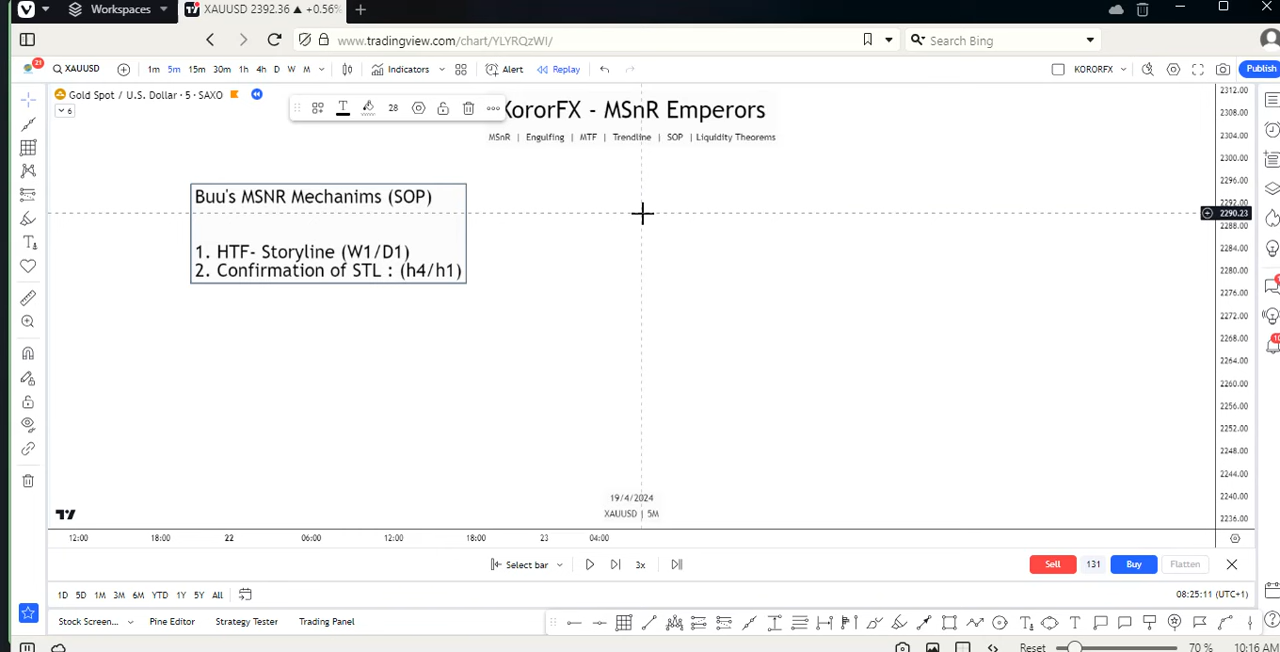 Workspaces
XAUUSD 2392.36 ▲ +0.56%
www.tradingview.com/chart/YLYRQzWI/
Search Bing
21
XAUUSD
1m 5m 15m 30m 1h 4h D W M
Indicators
Alert
Replay
KORORFX
Publish
Gold Spot / U.S. Dollar · 5 · SAXO
6
28
KororFX - MSnR Emperors
MSnR | Engulfing | MTF | Trendline | SOP | Liquidity Theorems
Buu's MSNR Mechanims (SOP)
1. HTF- Storyline (W1/D1)
2. Confirmation of STL : (h4/h1)
2312.00
2308.00
2304.00
2300.00
2296.00
2292.00
2290.23
2288.00
2284.00
2280.00
2276.00
2272.00
2268.00
2264.00
2260.00
2256.00
2252.00
2248.00
2244.00
2240.00
2236.00
19/4/2024
XAUUSD | 5M
12:00 18:00 22 06:00 12:00 18:00 23 04:00
Select bar
3x
Sell
131
Buy
Flatten
1D 5D 1M 3M 6M YTD 1Y 5Y All
08:25:11 (UTC+1)
Stock Screen...
Pine Editor
Strategy Tester
Trading Panel
Reset
70 %
10:16 AM